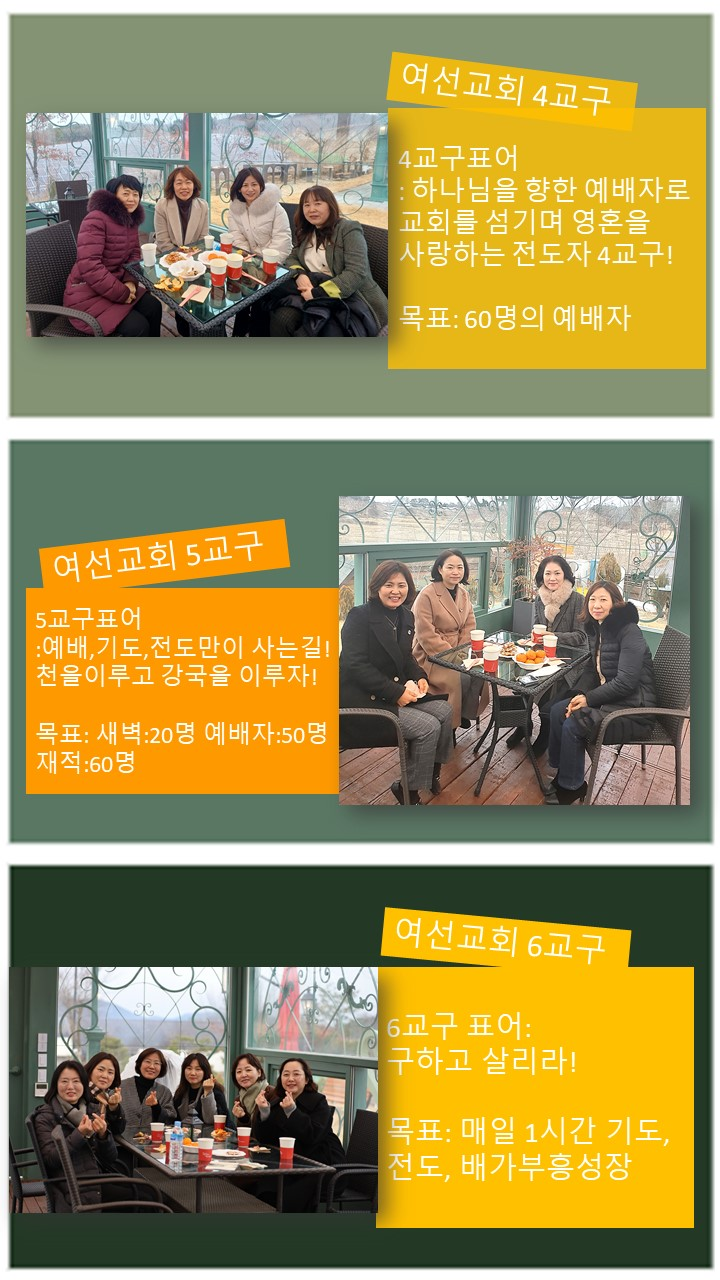 여선교회 4교구
4교구표어
: 하나님을 향한 예배자로
교회를 섬기며 영혼을
사랑하는 전도자 4교구!
목표: 60명의 예배자
여선교회 5교구
5교구표어
:예배,기도,전도만이 사는길!
천을이루고 강국을 이루자!
목표: 새벽:20명 예배자:50명
재적:60명
여선교회 6교구
6교구 표어:
구하고 살리라!
목표: 매일 1시간 기도,
전도, 배가부흥성장